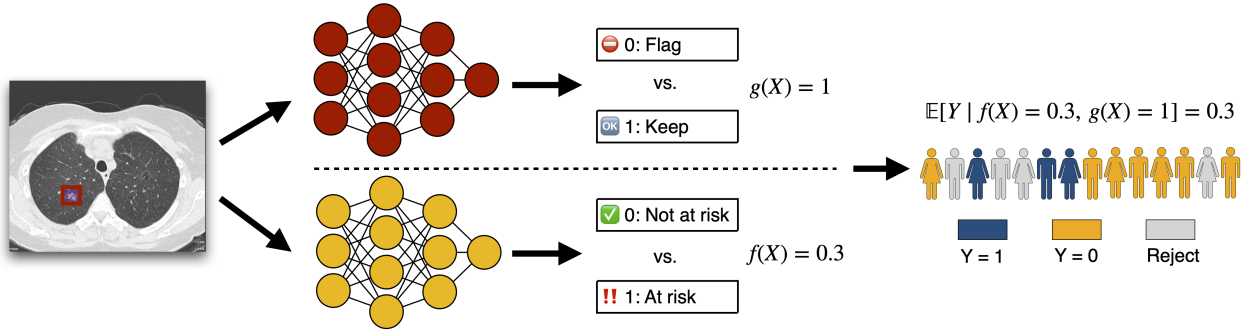 ⛔ 0: Flag
vs.
🆗 1: Keep
g(X) = 1
✅ 0: Not at risk
vs.
‼️ 1: At risk
f(X) = 0.3
𝔼[Y | f(X) = 0.3, g(X) = 1] = 0.3
Y = 1 Y = 0 Reject